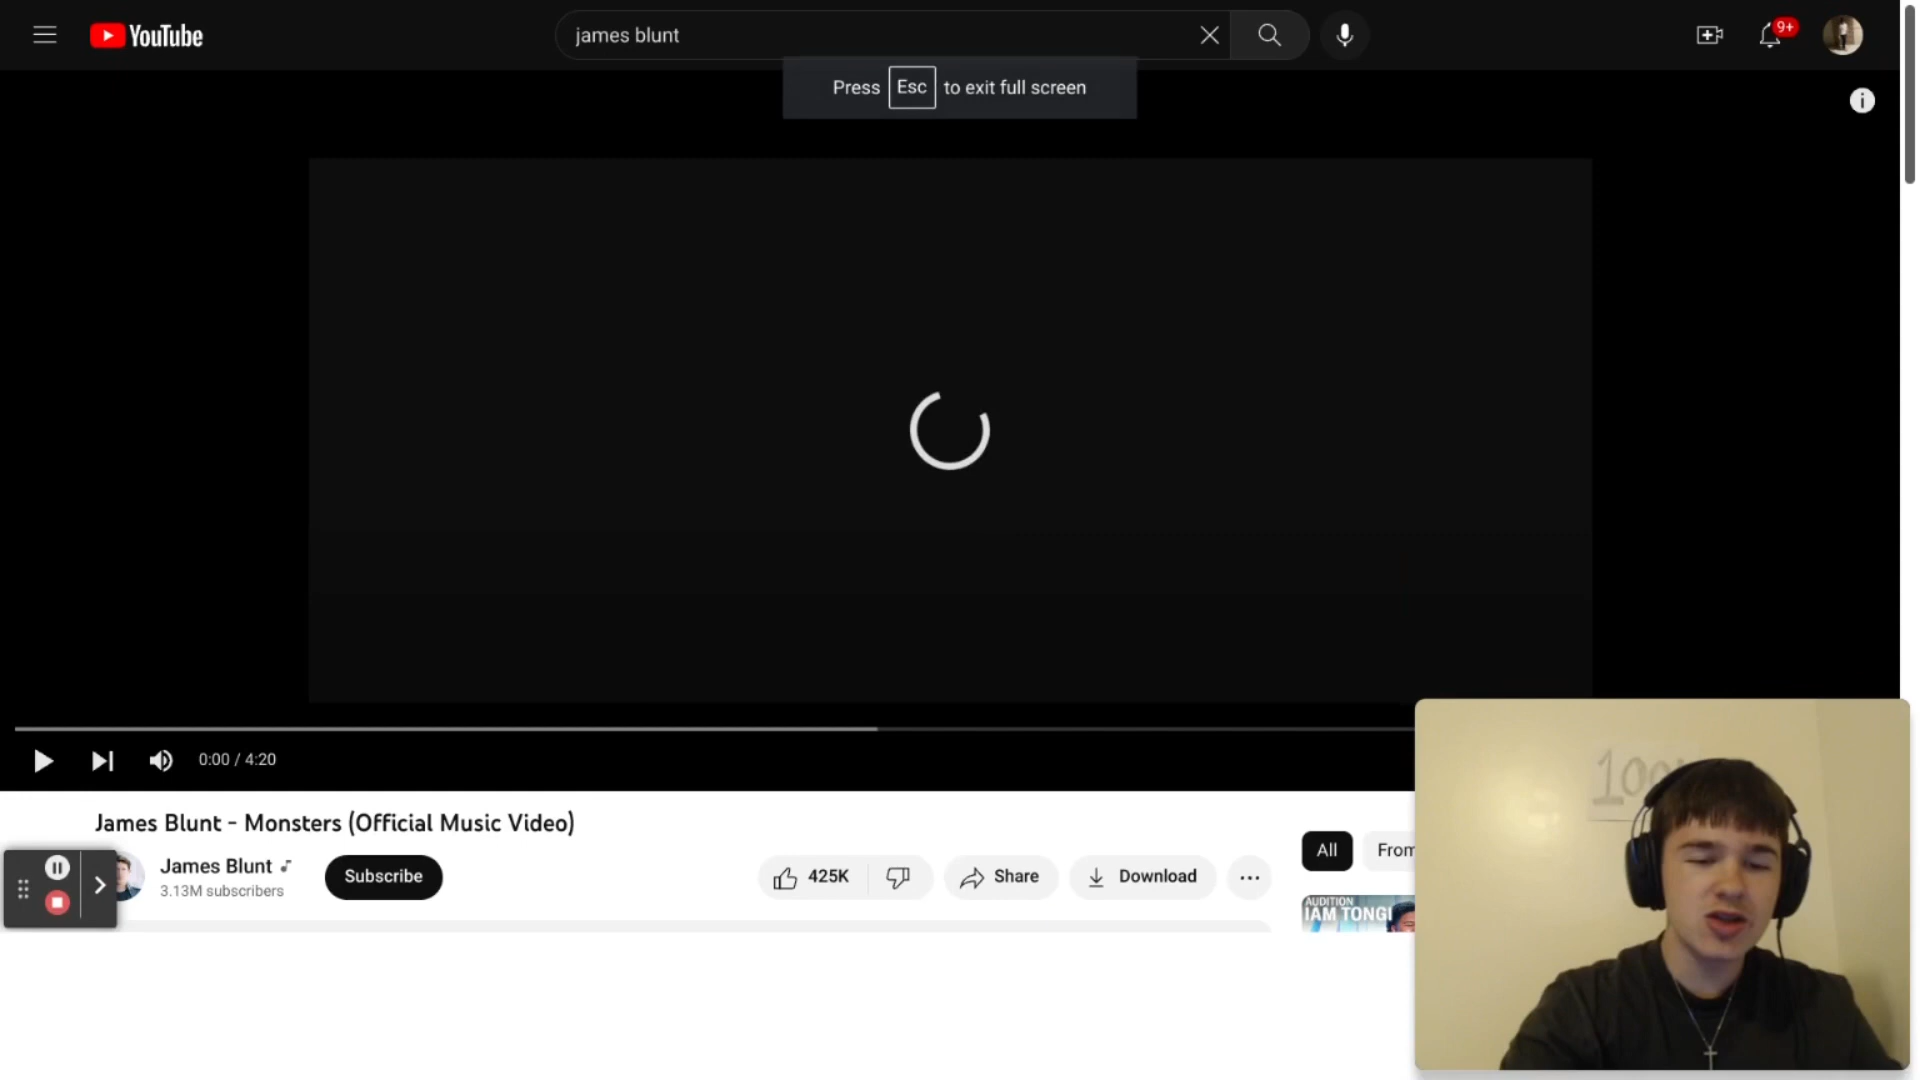 YouTube
james blunt
9+
Press Esc to exit full screen
0:00 / 4:20
James Blunt - Monsters (Official Music Video)
James Blunt
3.13M subscribers
Subscribe
425K
Share
Download
All
From
AUDITION
IAM TONGI